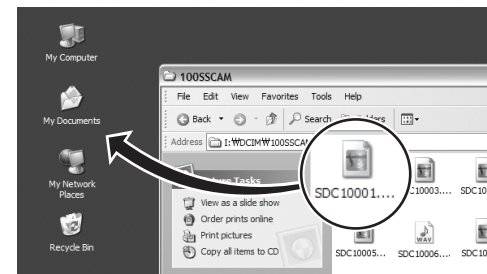 My Computer
My Documents
My Network
Places
Recycle Bin
100SSCAM
File Edit View Favorites Tools Help
Back Search
Address I:₩DCIM₩100SSCAM
Picture Tasks
View as a slide show
Order prints online
Print pictures
Copy all items to CD
SDC10001....
SDC10005...
WAV
SDC10006...